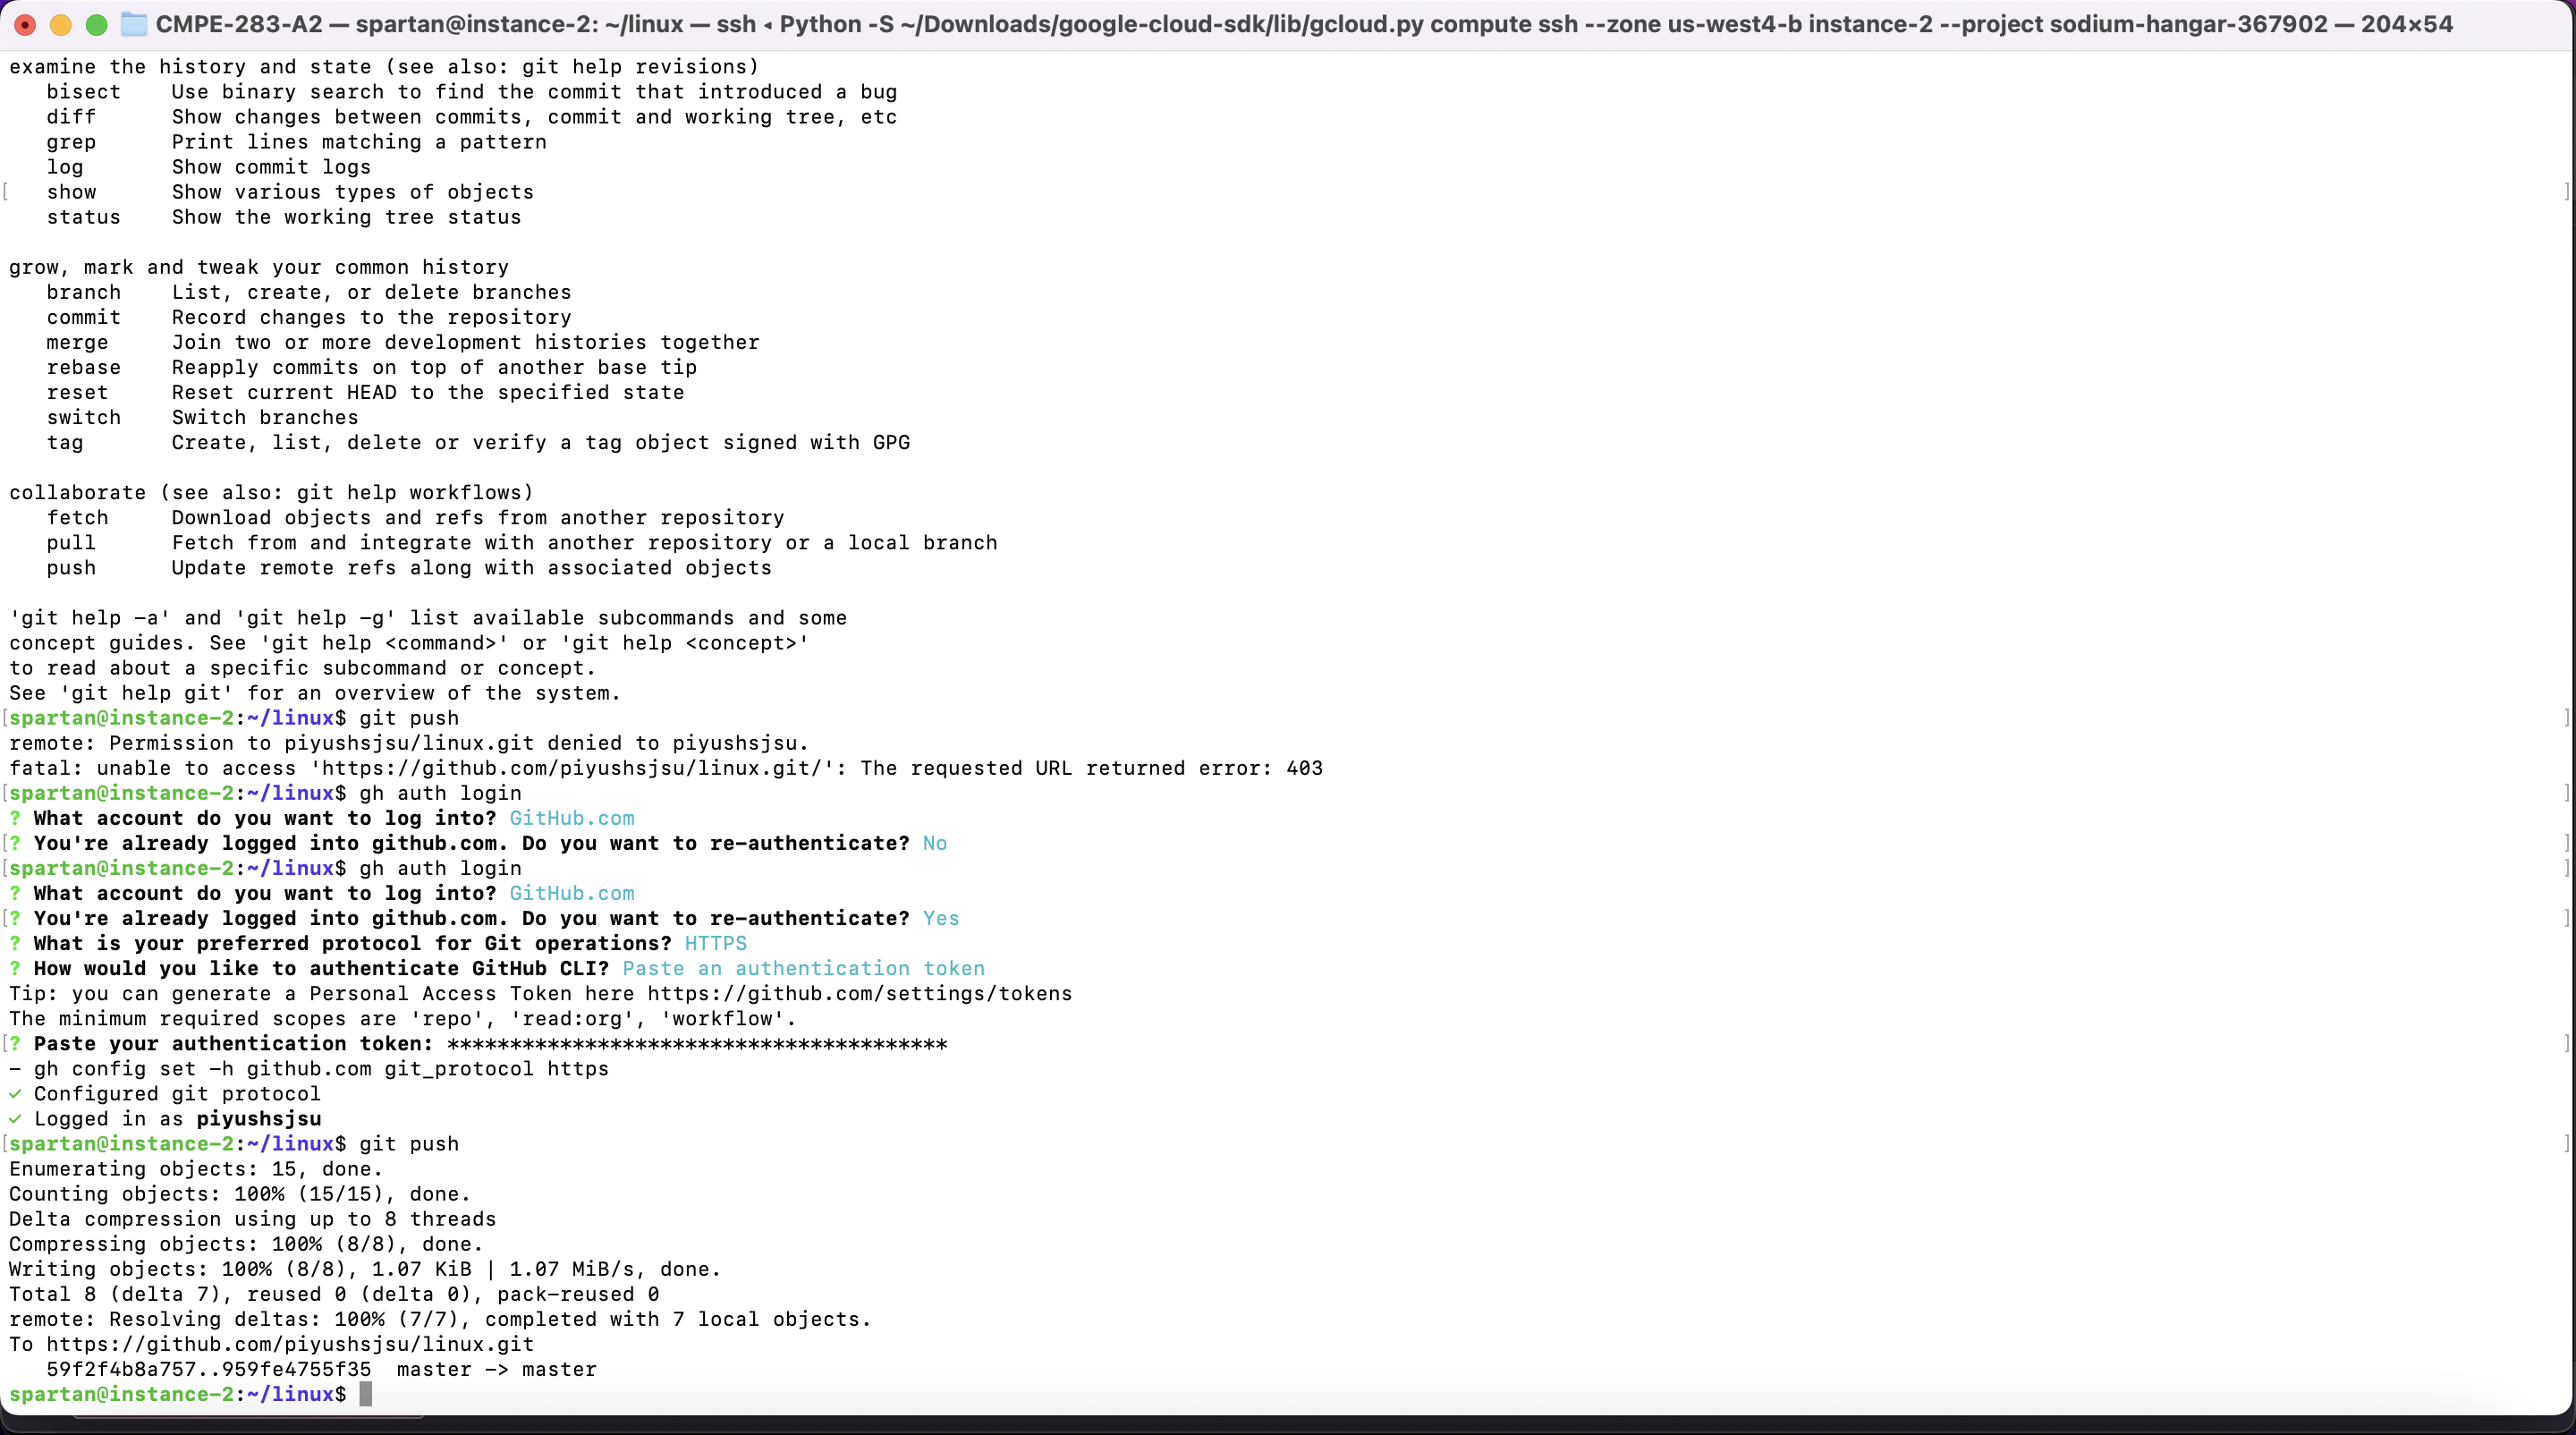 CMPE-283-A2 — spartan@instance-2: ~/linux — ssh ◂ Python -S ~/Downloads/google-cloud-sdk/lib/gcloud.py compute ssh --zone us-west4-b instance-2 --project sodium-hangar-367902 — 204×54
examine the history and state (see also: git help revisions)
   bisect    Use binary search to find the commit that introduced a bug
   diff      Show changes between commits, commit and working tree, etc
   grep      Print lines matching a pattern
   log       Show commit logs
   show      Show various types of objects
   status    Show the working tree status

grow, mark and tweak your common history
   branch    List, create, or delete branches
   commit    Record changes to the repository
   merge     Join two or more development histories together
   rebase    Reapply commits on top of another base tip
   reset     Reset current HEAD to the specified state
   switch    Switch branches
   tag       Create, list, delete or verify a tag object signed with GPG

collaborate (see also: git help workflows)
   fetch     Download objects and refs from another repository
   pull      Fetch from and integrate with another repository or a local branch
   push      Update remote refs along with associated objects

'git help -a' and 'git help -g' list available subcommands and some
concept guides. See 'git help <command>' or 'git help <concept>'
to read about a specific subcommand or concept.
See 'git help git' for an overview of the system.
spartan@instance-2:~/linux$ git push
remote: Permission to piyushsjsu/linux.git denied to piyushsjsu.
fatal: unable to access 'https://github.com/piyushsjsu/linux.git/': The requested URL returned error: 403
spartan@instance-2:~/linux$ gh auth login
? What account do you want to log into? GitHub.com
? You're already logged into github.com. Do you want to re-authenticate? No
spartan@instance-2:~/linux$ gh auth login
? What account do you want to log into? GitHub.com
? You're already logged into github.com. Do you want to re-authenticate? Yes
? What is your preferred protocol for Git operations? HTTPS
? How would you like to authenticate GitHub CLI? Paste an authentication token
Tip: you can generate a Personal Access Token here https://github.com/settings/tokens
The minimum required scopes are 'repo', 'read:org', 'workflow'.
? Paste your authentication token: ****************************************
- gh config set -h github.com git_protocol https
✓ Configured git protocol
✓ Logged in as piyushsjsu
spartan@instance-2:~/linux$ git push
Enumerating objects: 15, done.
Counting objects: 100% (15/15), done.
Delta compression using up to 8 threads
Compressing objects: 100% (8/8), done.
Writing objects: 100% (8/8), 1.07 KiB | 1.07 MiB/s, done.
Total 8 (delta 7), reused 0 (delta 0), pack-reused 0
remote: Resolving deltas: 100% (7/7), completed with 7 local objects.
To https://github.com/piyushsjsu/linux.git
   59f2f4b8a757..959fe4755f35  master -> master
spartan@instance-2:~/linux$